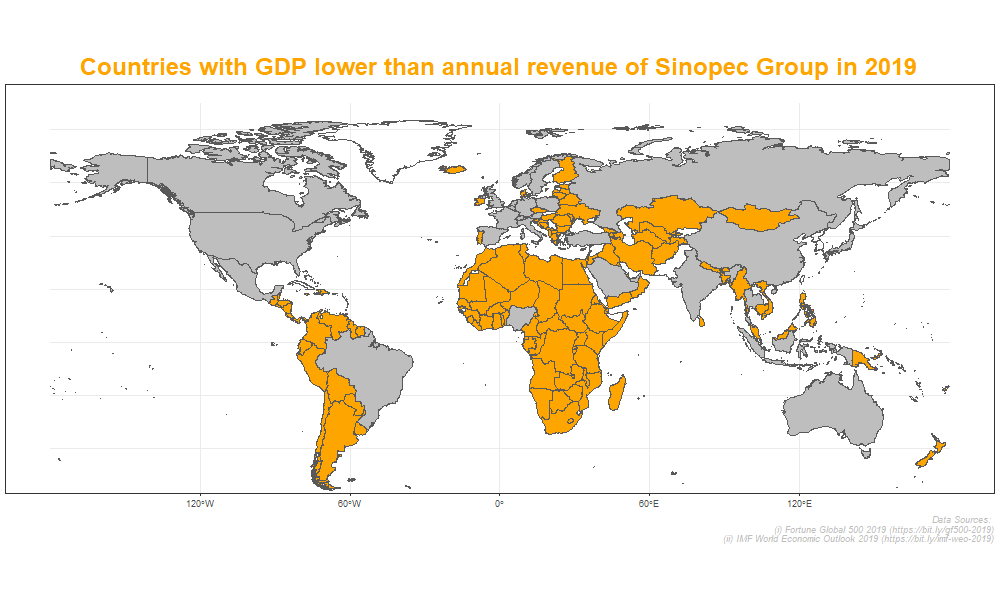 Countries with GDP lower than annual revenue of Sinopec Group in 2019
120°W 60°W 0° 60°E 120°E
Data Sources:
(i) Fortune Global 500 2019 (https://bit.ly/gf500-2019)
(ii) IMF World Economic Outlook 2019 (https://bit.ly/imf-weo-2019)